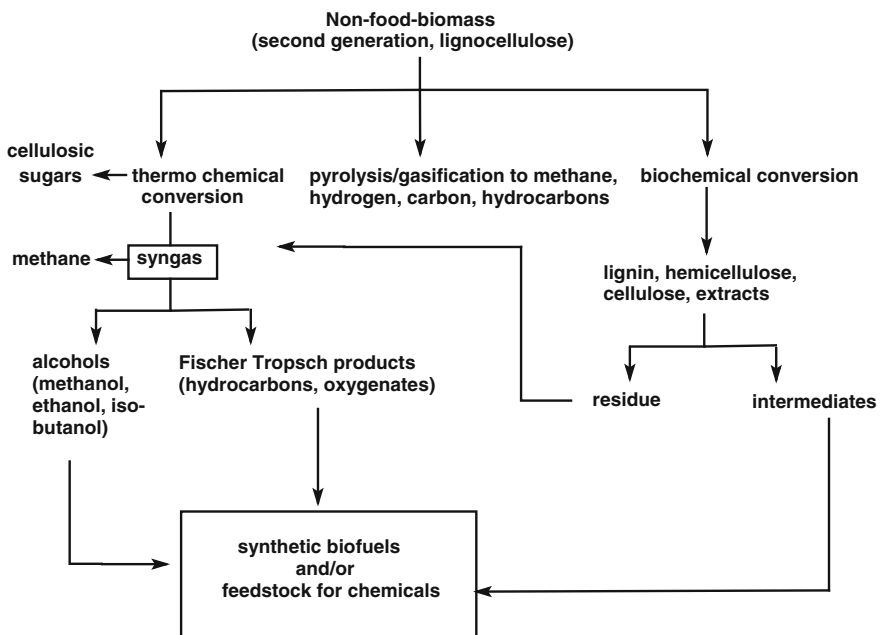 Non-food-biomass
(second generation, lignocellulose)
cellulosic
sugars
thermo chemical
conversion
pyrolysis/gasification to methane,
hydrogen, carbon, hydrocarbons
biochemical conversion
methane
syngas
lignin, hemicellulose,
cellulose, extracts
alcohols
(methanol,
ethanol, iso-
butanol)
Fischer Tropsch products
(hydrocarbons, oxygenates)
residue
intermediates
synthetic biofuels
and/or
feedstock for chemicals